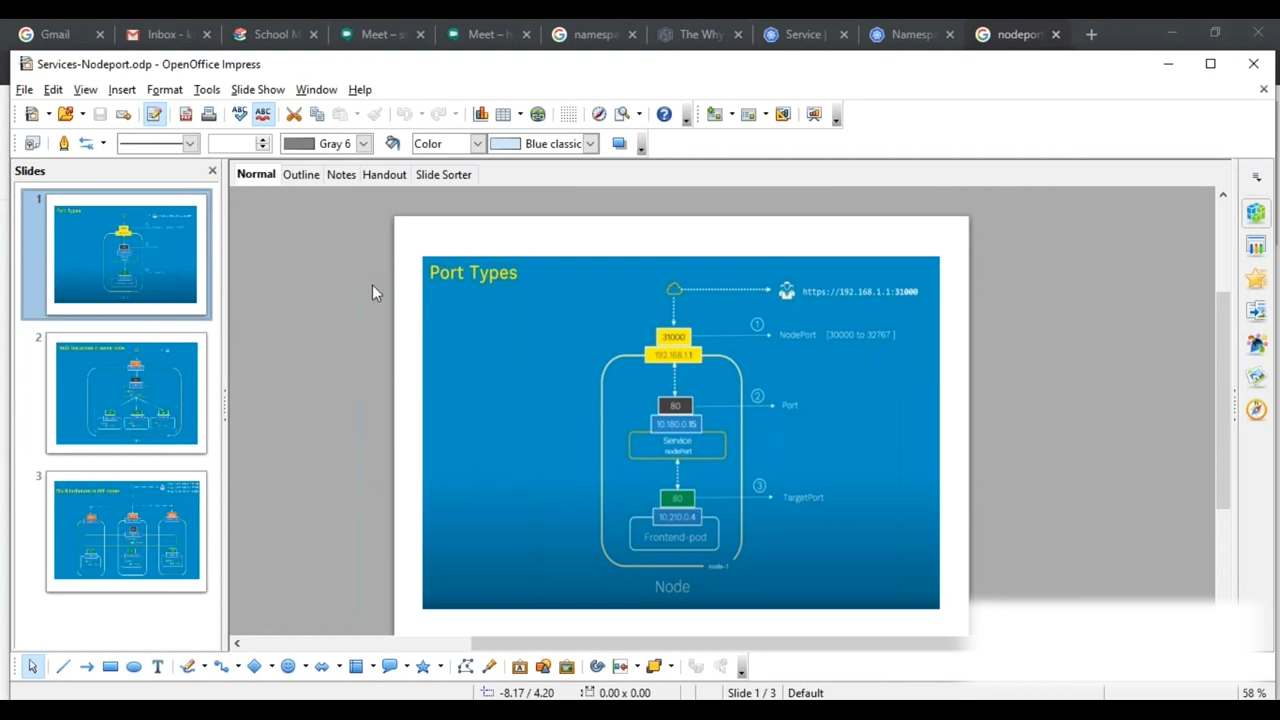 Gmail
Inbox - k
School M
Meet – s
Meet – h
namespa
The Why
Service |
Namesp
nodeport
Services-Nodeport.odp - OpenOffice Impress
File Edit View Insert Format Tools Slide Show Window Help
Gray 6
Color
Blue classic
Slides
Normal Outline Notes Handout Slide Sorter
1
Port Types
2
3
Port Types
https://192.168.1.1:31000
1
31000
NodePort [30000 to 32767 ]
192.168.1.1
2
80
Port
10.180.0.15
Service
nodePort
3
80
TargetPort
10.210.0.4
Frontend-pod
node-1
Node
-8.17 / 4.20
0.00 x 0.00
Slide 1 / 3
Default
58 %